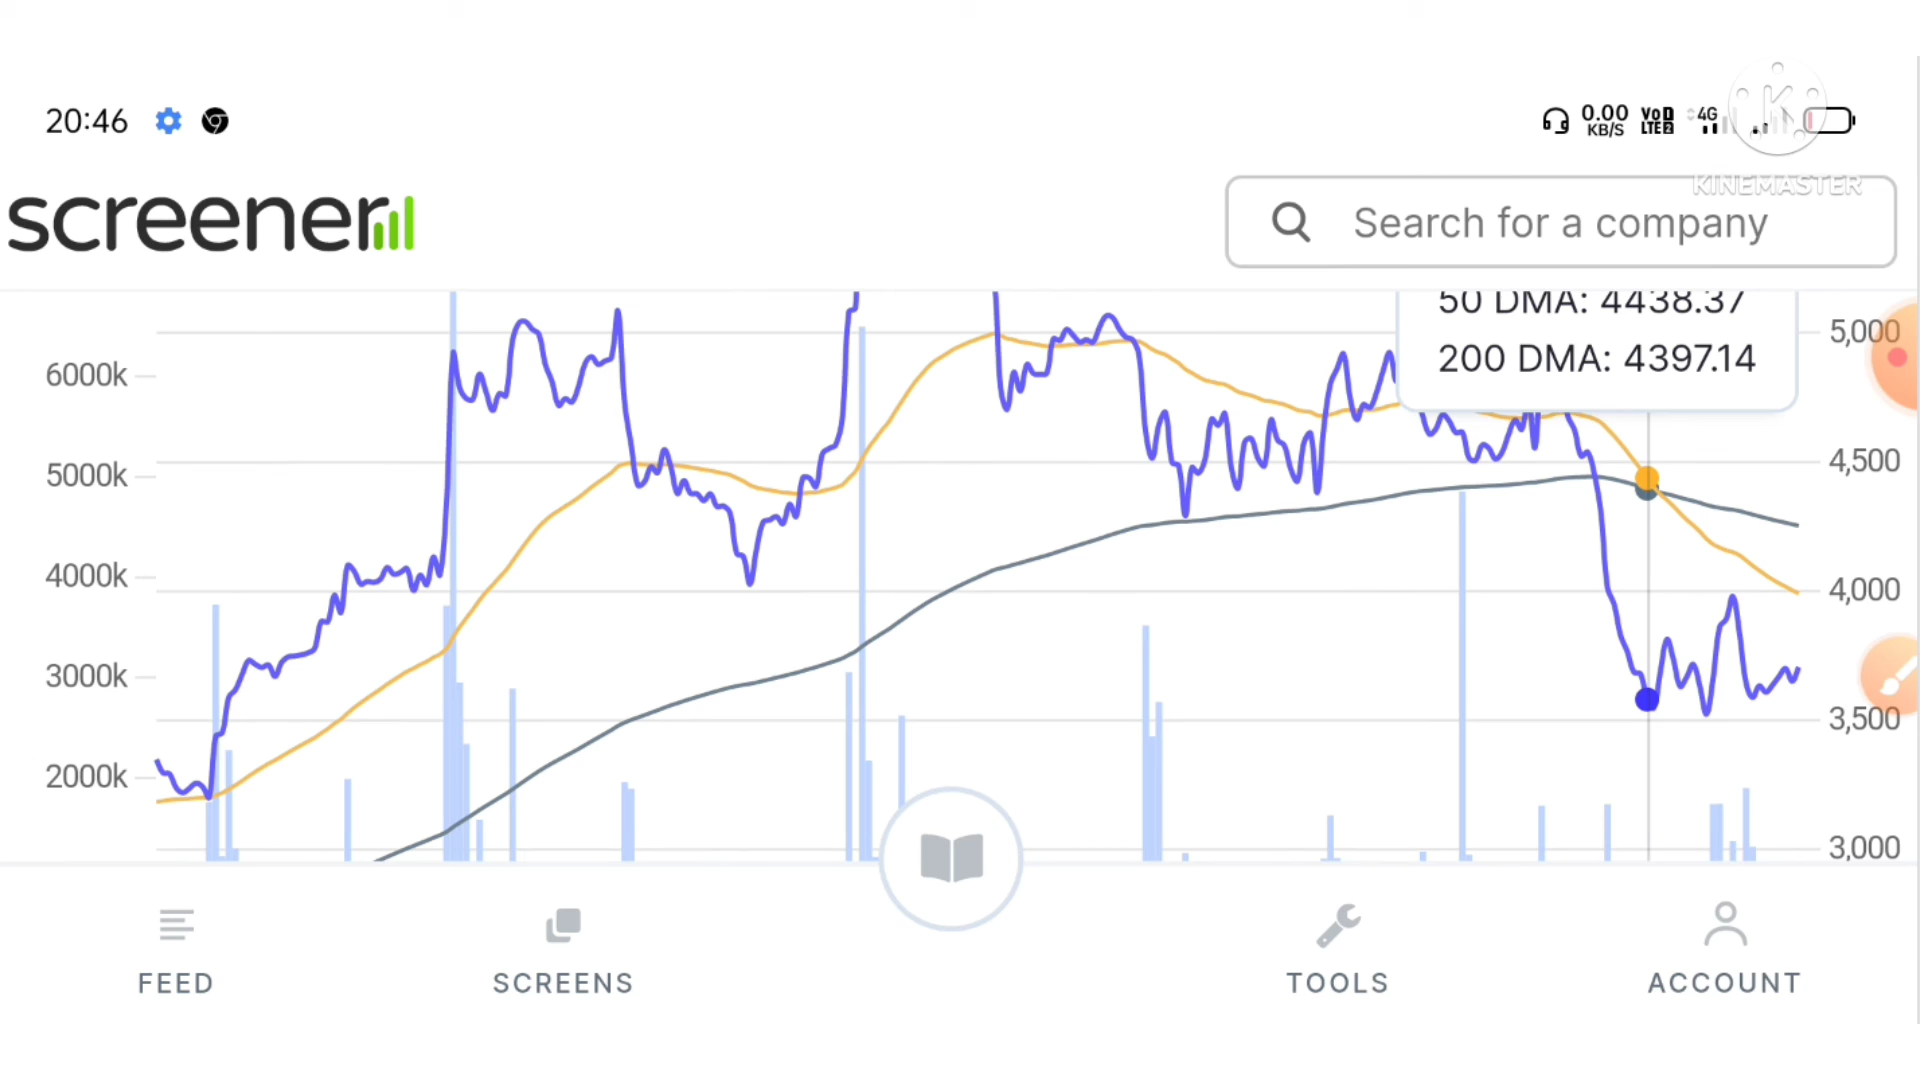 20:46
0.00 KB/S
VoD LTE2
4G
KINEMASTER
screener
Search for a company
50 DMA: 4438.37
200 DMA: 4397.14
6000k
5000k
4000k
3000k
2000k
5,000
4,500
4,000
3,500
3,000
FEED
SCREENS
TOOLS
ACCOUNT